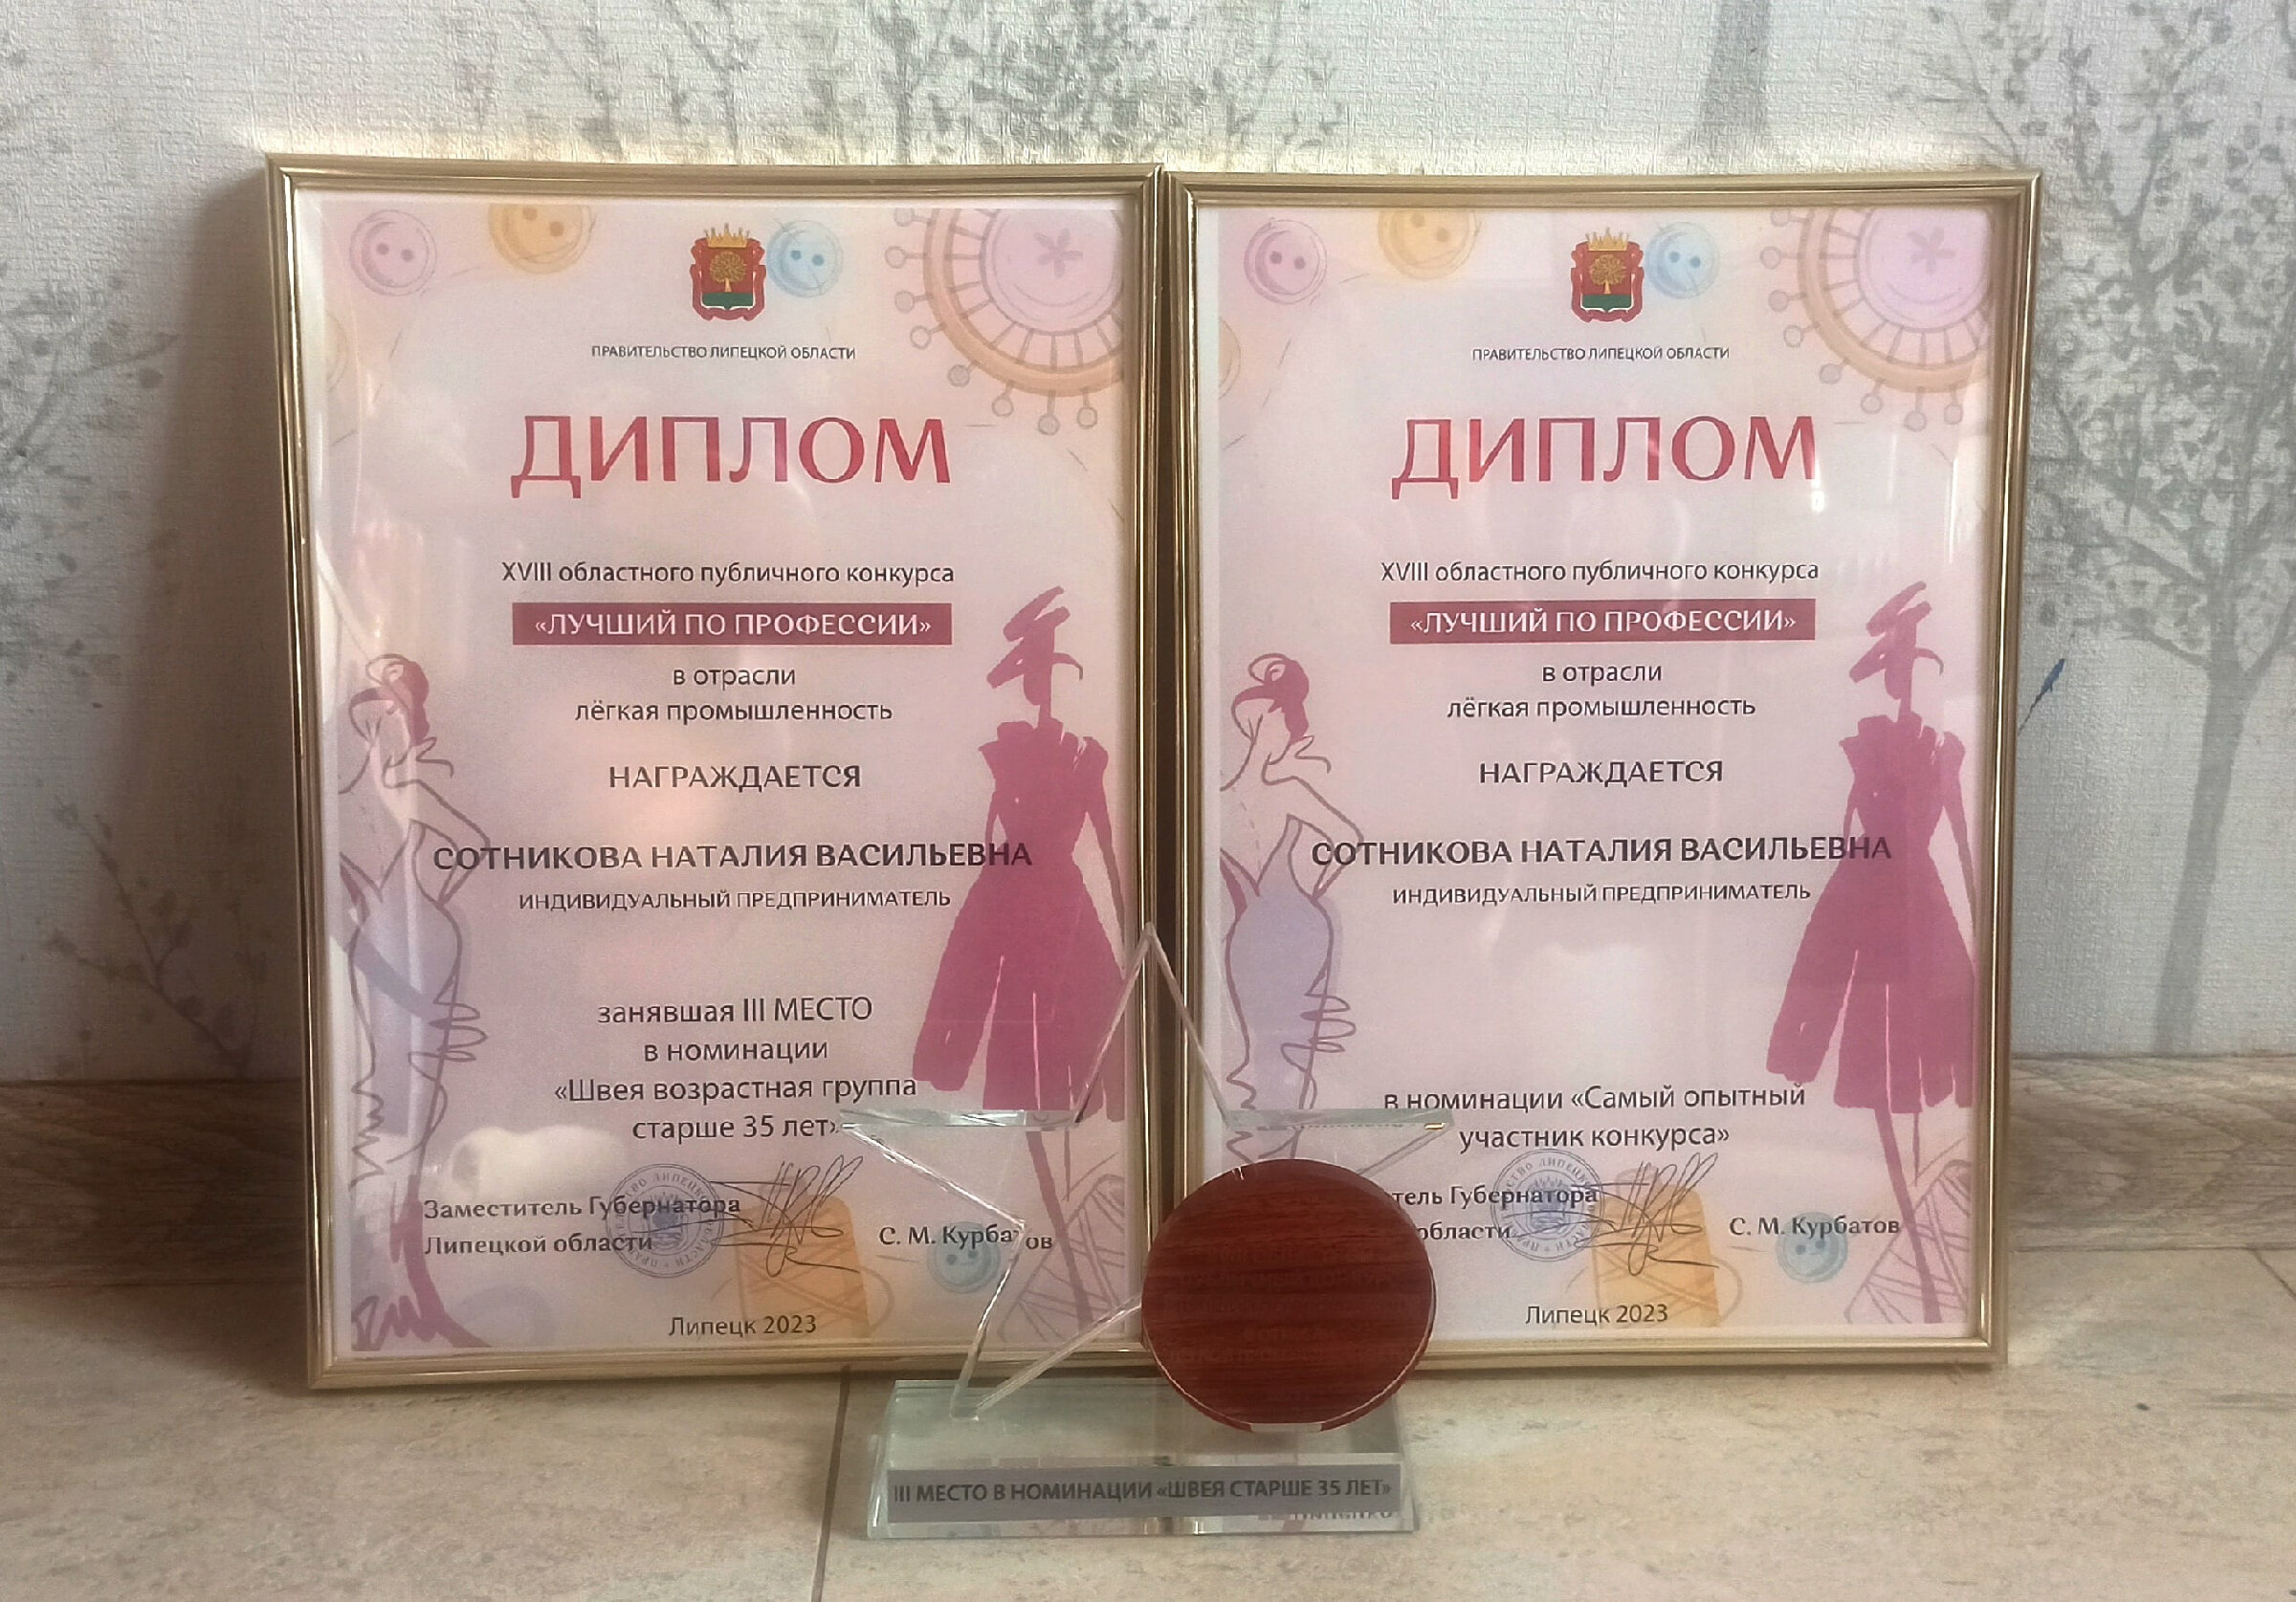 ПРАВИТЕЛЬСТВО ЛИПЕЦКОЙ ОБЛАСТИ
ДИПЛОМ
XVIII областного публичного конкурса
«ЛУЧШИЙ ПО ПРОФЕССИИ»
в отрасли
лёгкая промышленность
НАГРАЖДАЕТСЯ
СОТНИКОВА НАТАЛИЯ ВАСИЛЬЕВНА
ИНДИВИДУАЛЬНЫЙ ПРЕДПРИНИМАТЕЛЬ
занявшая III МЕСТО
в номинации
«Швея возрастная группа
старше 35 лет»
Заместитель Губернатора
Липецкой области
С. М. Курбатов
Липецк 2023
ПРАВИТЕЛЬСТВО ЛИПЕЦКОЙ ОБЛАСТИ
ДИПЛОМ
XVIII областного публичного конкурса
«ЛУЧШИЙ ПО ПРОФЕССИИ»
в отрасли
лёгкая промышленность
НАГРАЖДАЕТСЯ
СОТНИКОВА НАТАЛИЯ ВАСИЛЬЕВНА
ИНДИВИДУАЛЬНЫЙ ПРЕДПРИНИМАТЕЛЬ
в номинации «Самый опытный
участник конкурса»
тель Губернатора
области
С. М. Курбатов
Липецк 2023
III МЕСТО В НОМИНАЦИИ «ШВЕЯ СТАРШЕ 35 ЛЕТ»